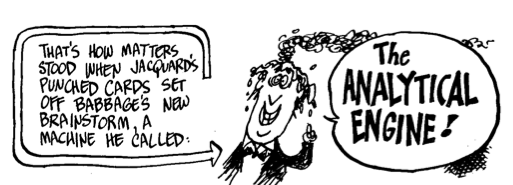 THAT'S HOW MATTERS
STOOD WHEN JACQUARD'S
PUNCHED CARDS SET
OFF BABBAGE'S NEW
BRAINSTORM, A
MACHINE HE CALLED:
The
ANALYTICAL
ENGINE!